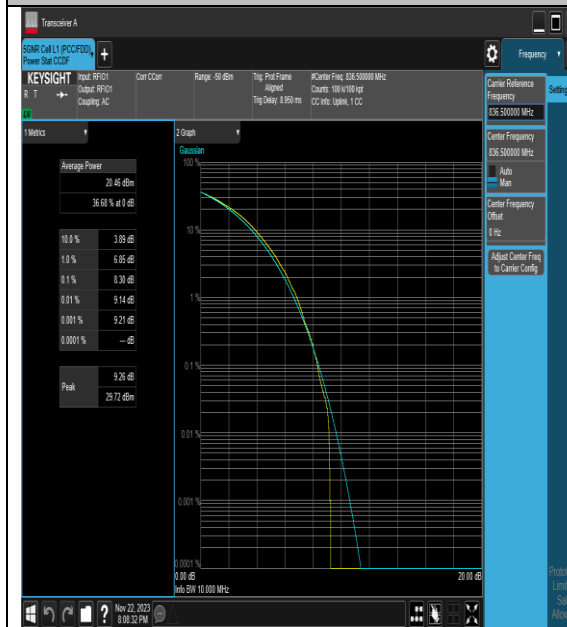 Transceiver A
5GNR Cell L1 (PCC/FDD),
Power Stat CCDF
+
Frequency
KEYSIGHT
R T
Input: RFIO1
Output: RFIO1
Coupling: AC
Corr CCorr
Range: -50 dBm
Trig: Prot Frame
Aligned
Trig Delay: 8.950 ms
#Center Freq: 836.500000 MHz
Counts: 100 k/100 kpt
CC Info: Uplink, 1 CC
Carrier Reference
Frequency
836.500000 MHz
Setting
Center Frequency
836.500000 MHz
Auto
Man
Center Frequency
Offset
0 Hz
Adjust Center Freq
to Carrier Config
1 Metrics
Average Power
20.46 dBm
36.60 % at 0 dB
10.0 % 3.89 dB
1.0 % 6.85 dB
0.1 % 8.30 dB
0.01 % 9.14 dB
0.001 % 9.21 dB
0.0001 % --- dB
Peak
9.26 dB
29.72 dBm
2 Graph
Gaussian
100 %
10 %
1 %
0.1 %
0.01 %
0.001 %
0.0001 %
0.00 dB 20.00 dB
Info BW 10.000 MHz
Nov 22, 2023
8:08:32 PM
?